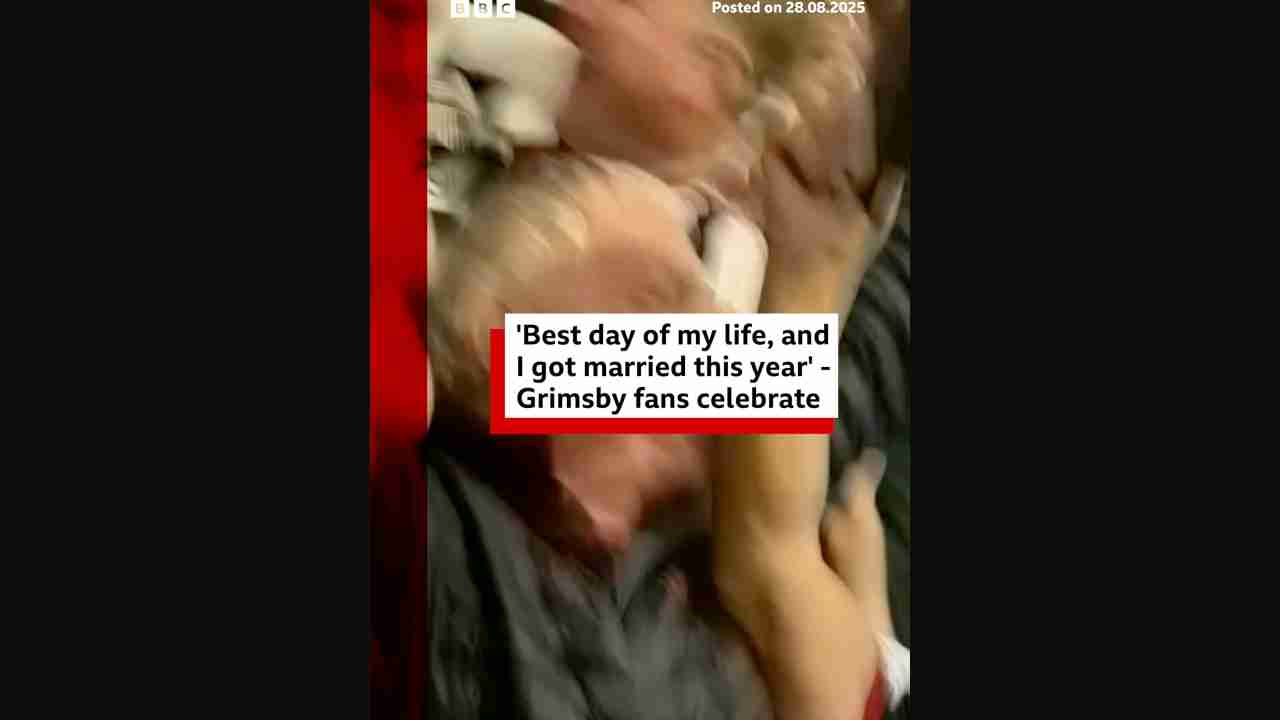 BBC
Posted on 28.08.2025
'Best day of my life, and
I got married this year' -
Grimsby fans celebrate